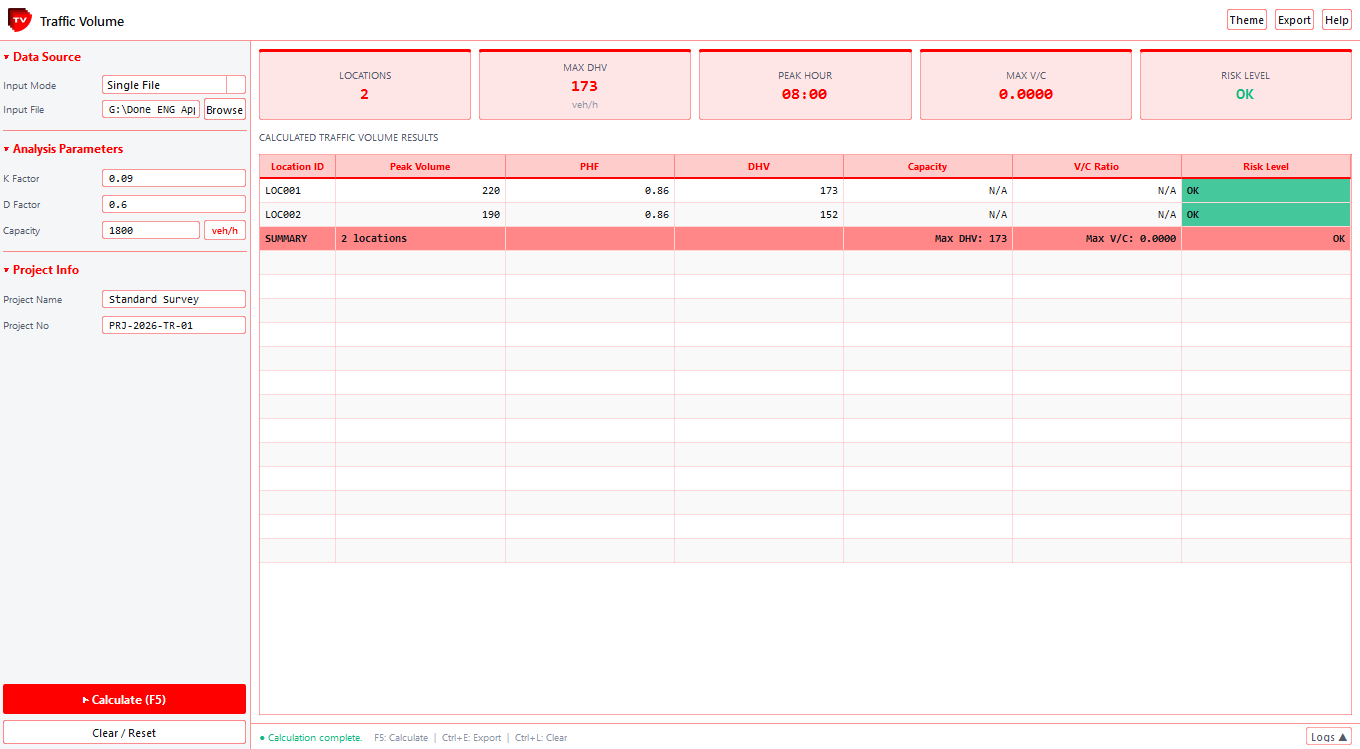 TV Traffic Volume Theme Export Help
▾ Data Source
Input Mode Single File
Input File G:\Done ENG Ap Browse
▾ Analysis Parameters
K Factor 0.09
D Factor 0.6
Capacity 1800 veh/h
▾ Project Info
Project Name Standard Survey
Project No PRJ-2026-TR-01
▶ Calculate (F5)
Clear / Reset
LOCATIONS
2
MAX DHV
173
veh/h
PEAK HOUR
08:00
MAX V/C
0.0000
RISK LEVEL
OK
CALCULATED TRAFFIC VOLUME RESULTS
Location ID Peak Volume PHF DHV Capacity V/C Ratio Risk Level
LOC001 220 0.86 173 N/A N/A OK
LOC002 190 0.86 152 N/A N/A OK
SUMMARY 2 locations Max DHV: 173 Max V/C: 0.0000 OK
● Calculation complete. F5: Calculate | Ctrl+E: Export | Ctrl+L: Clear Logs ▲